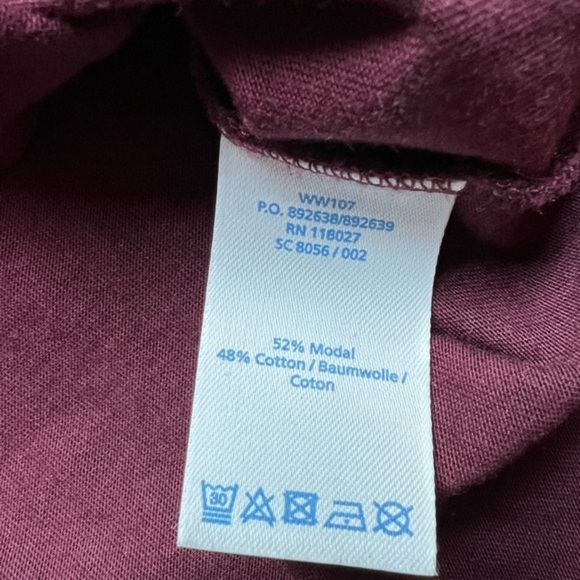 WW107
P.O. 892638/892639
RN 118027
SC 8056 / 002
52% Modal
48% Cotton / Baumwolle /
Coton
30